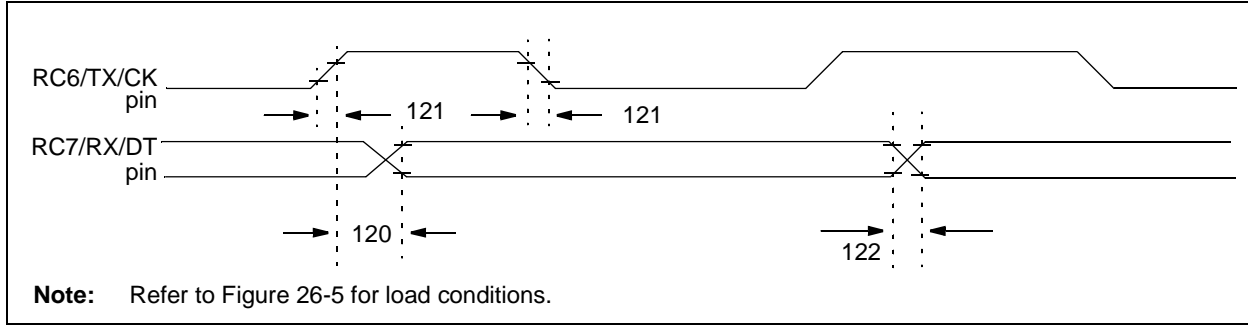 RC6/TX/CK
pin
121
121
RC7/RX/DT
pin
120
122
Note: Refer to Figure 26-5 for load conditions.